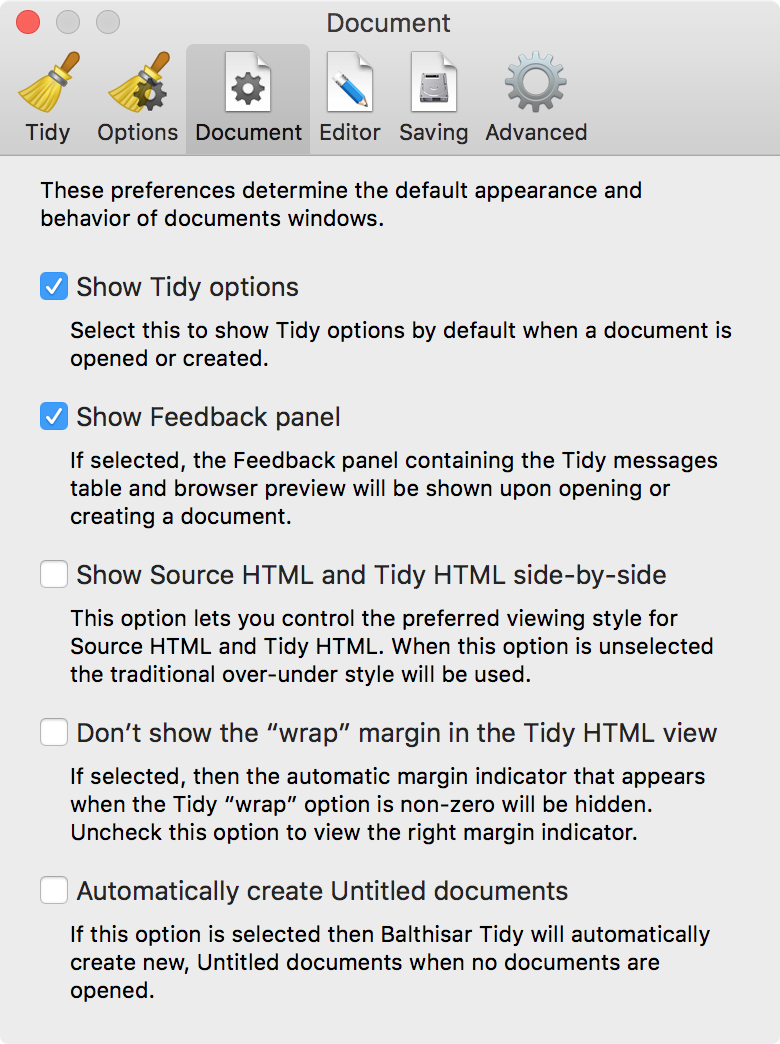 Document
Tidy Options Document Editor Saving Advanced
These preferences determine the default appearance and
behavior of documents windows.
Show Tidy options
Select this to show Tidy options by default when a document is
opened or created.
Show Feedback panel
If selected, the Feedback panel containing the Tidy messages
table and browser preview will be shown upon opening or
creating a document.
Show Source HTML and Tidy HTML side-by-side
This option lets you control the preferred viewing style for
Source HTML and Tidy HTML. When this option is unselected
the traditional over-under style will be used.
Don’t show the “wrap” margin in the Tidy HTML view
If selected, then the automatic margin indicator that appears
when the Tidy “wrap” option is non-zero will be hidden.
Uncheck this option to view the right margin indicator.
Automatically create Untitled documents
If this option is selected then Balthisar Tidy will automatically
create new, Untitled documents when no documents are
opened.